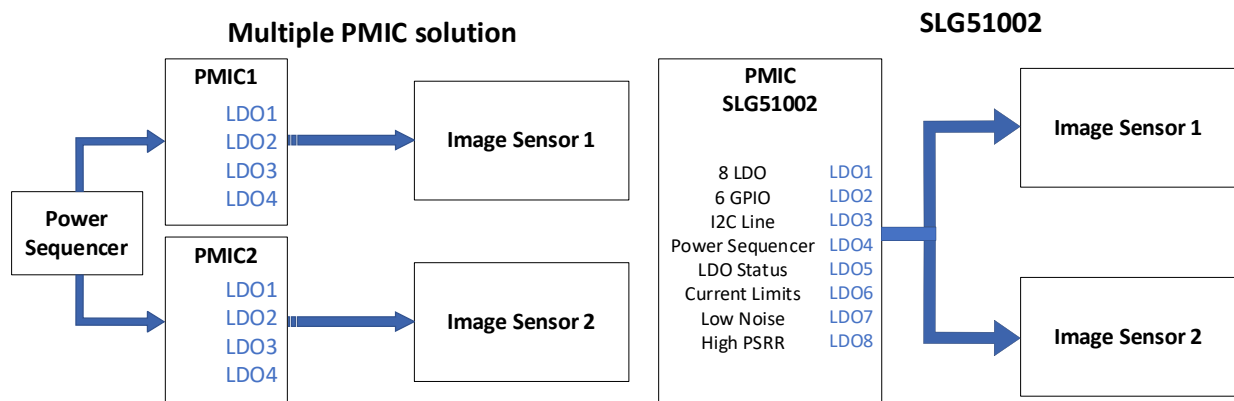 Multiple PMIC solution
PMIC1
LDO1
LDO2
LDO3
LDO4
Image Sensor 1
Power
Sequencer
PMIC2
LDO1
LDO2
LDO3
LDO4
Image Sensor 2
SLG51002
PMIC
SLG51002
8 LDO LDO1
6 GPIO LDO2
I2C Line LDO3
Power Sequencer LDO4
LDO Status LDO5
Current Limits LDO6
Low Noise LDO7
High PSRR LDO8
Image Sensor 1
Image Sensor 2